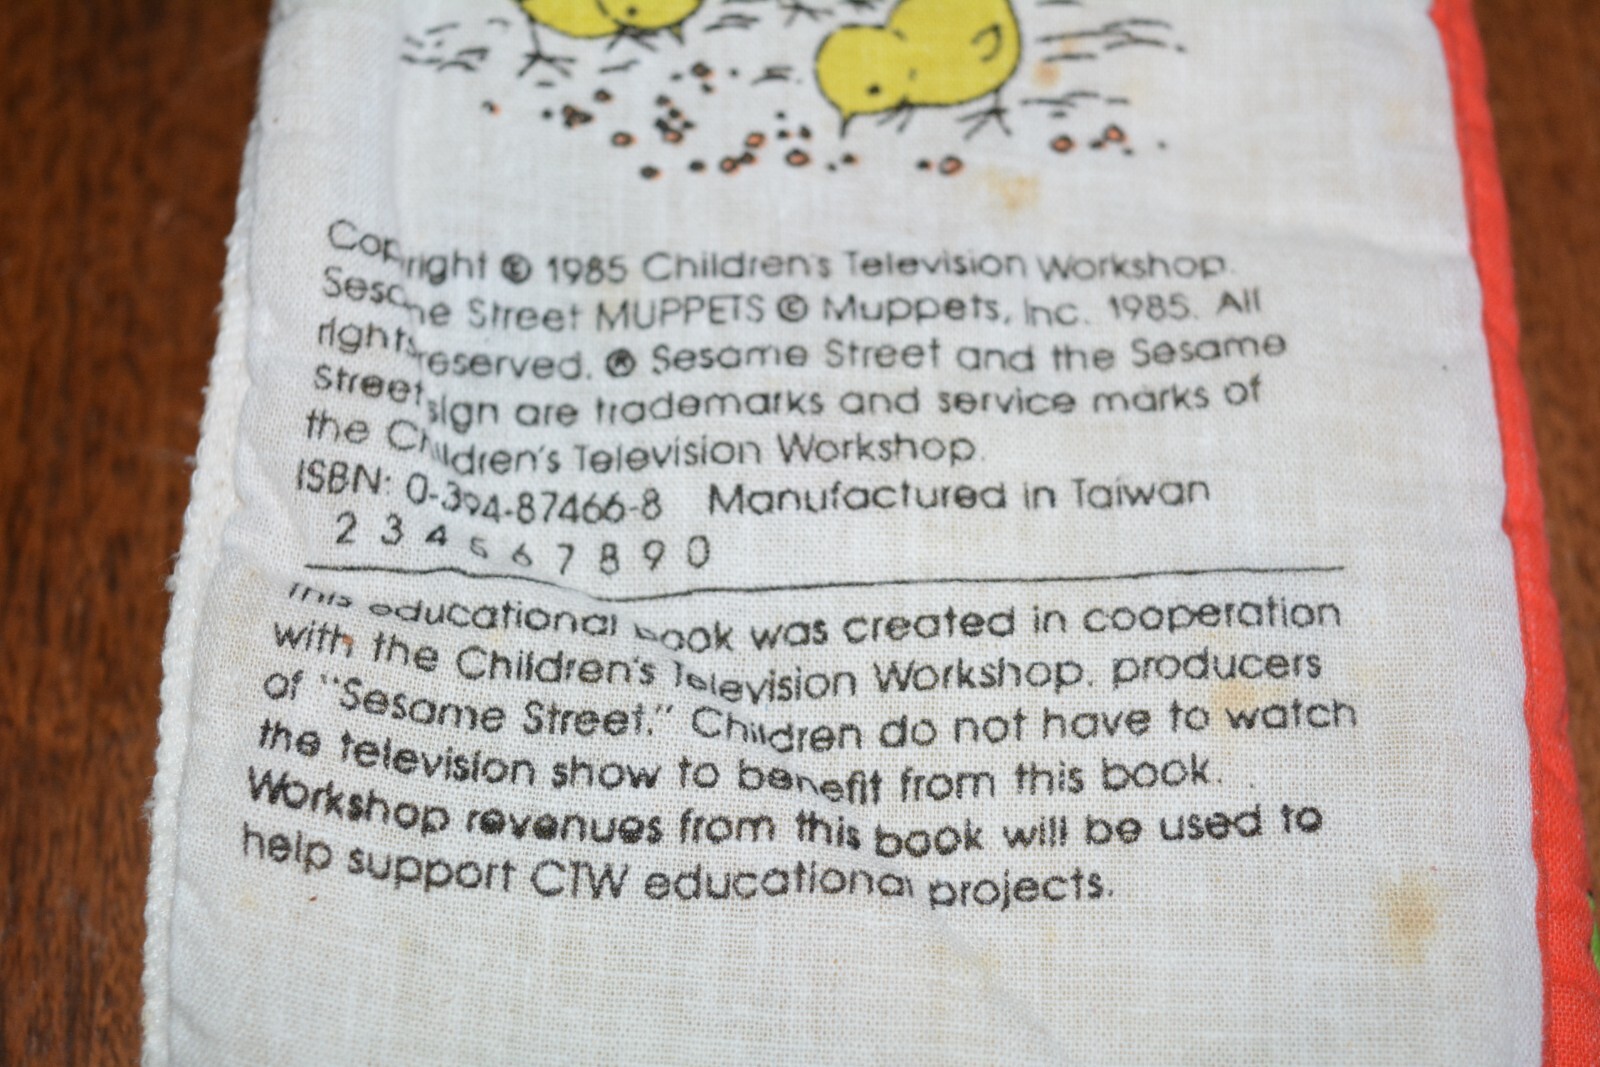 Copyright © 1985 Children's Television Workshop.
Sesame Street MUPPETS © Muppets, Inc. 1985. All
rights reserved. ® Sesame Street and the Sesame
Street sign are trademarks and service marks of
the Children's Television Workshop.
ISBN: 0-394-87466-8 Manufactured in Taiwan
2 3 4 5 6 7 8 9 0
This educational book was created in cooperation
with the Children's Television Workshop, producers
of "Sesame Street." Children do not have to watch
the television show to benefit from this book.
Workshop revenues from this book will be used to
help support CTW educational projects.